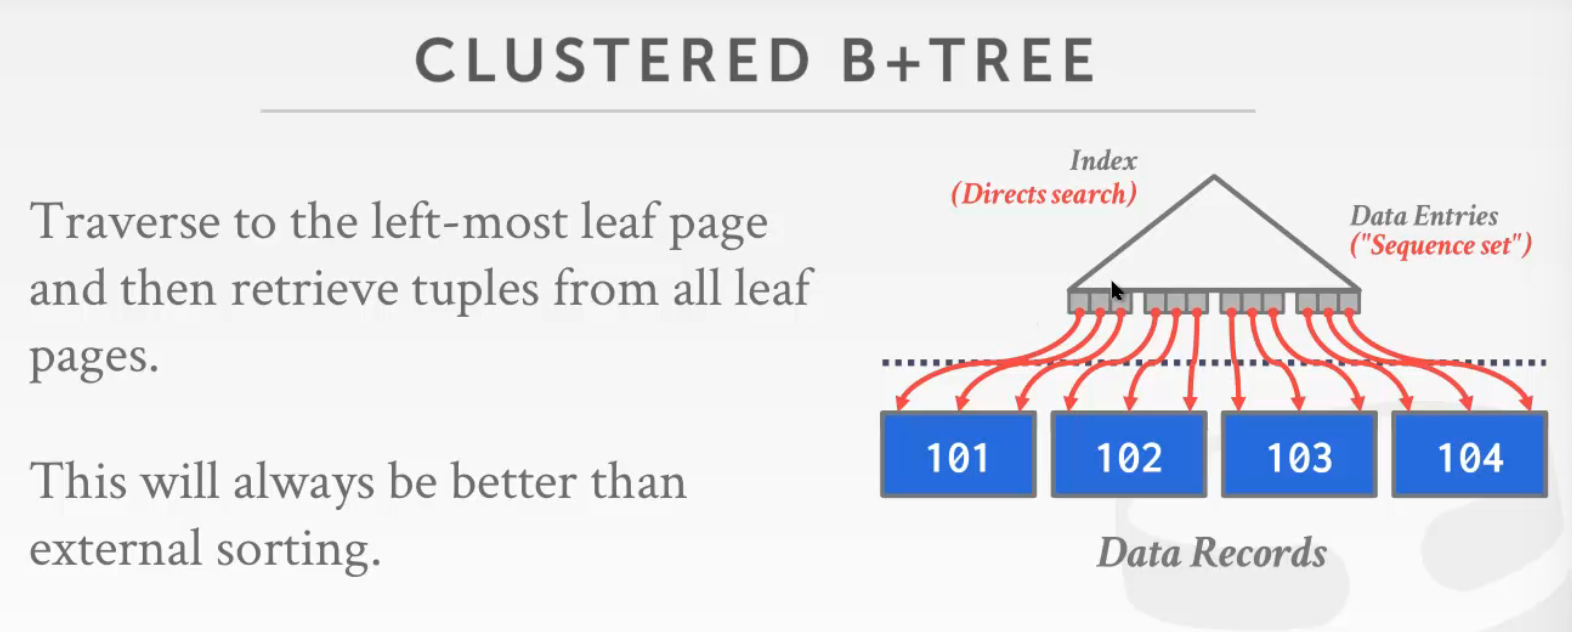 CLUSTERED B+TREE
Traverse to the left-most leaf page
and then retrieve tuples from all leaf
pages.
This will always be better than
external sorting.
Index
(Directs search)
Data Entries
("Sequence set")
101
102
103
104
Data Records